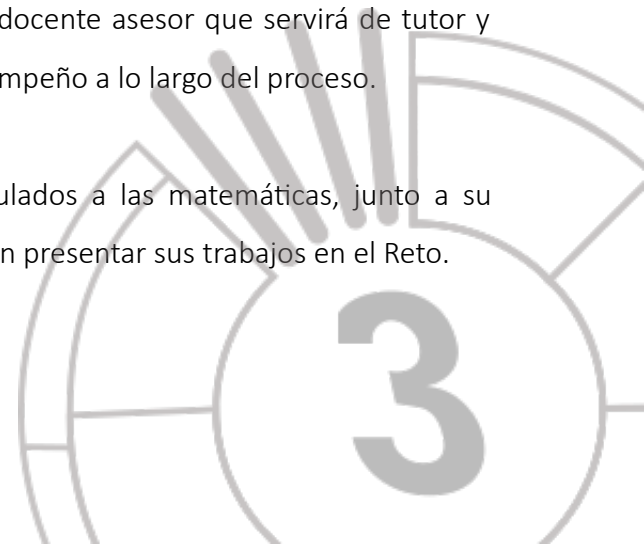 docente asesor que servirá de tutor y
mpeño a lo largo del proceso.
ulados a las matemáticas, junto a su
n presentar sus trabajos en el Reto.
3